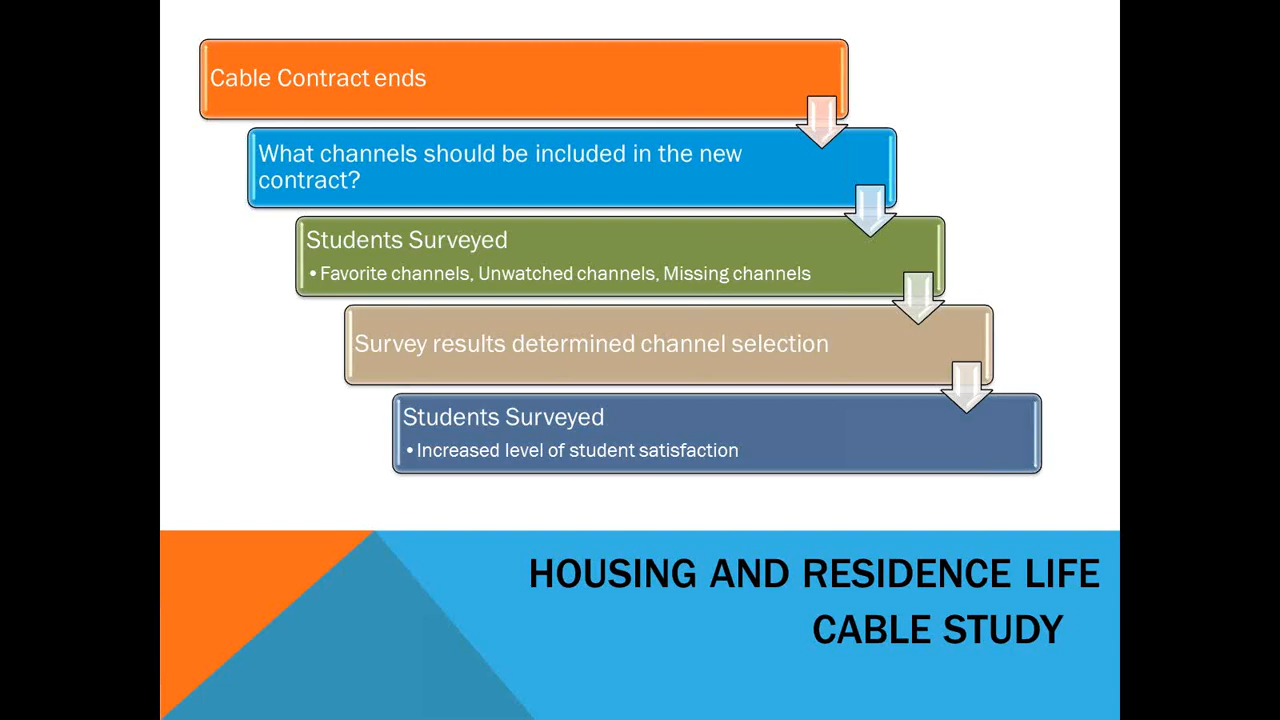 Cable Contract ends
What channels should be included in the new
contract?
Students Surveyed
•Favorite channels, Unwatched channels, Missing channels
Survey results determined channel selection
Students Surveyed
•Increased level of student satisfaction
HOUSING AND RESIDENCE LIFE
CABLE STUDY